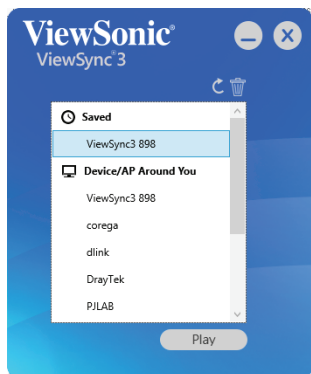 ViewSonic®
ViewSync®3
Saved
ViewSync3 898
Device/AP Around You
ViewSync3 898
corega
dlink
DrayTek
PJLAB
Play